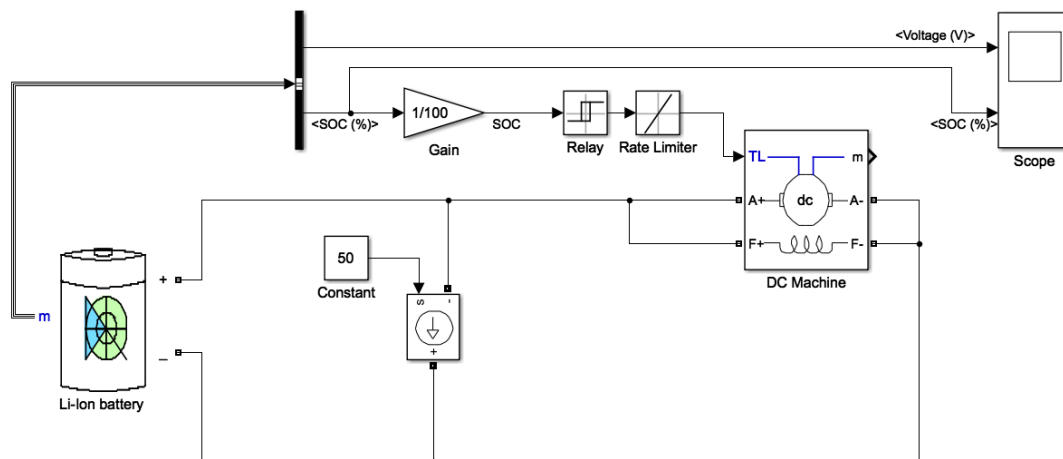 <Voltage (V)>
<SOC (%)>
1/100
SOC
<SOC (%)>
Gain
Relay
Rate Limiter
Scope
TL
m
A+
dc
A-
F+
F-
DC Machine
50
Constant
s
-
+
+
m
_
Li-Ion battery